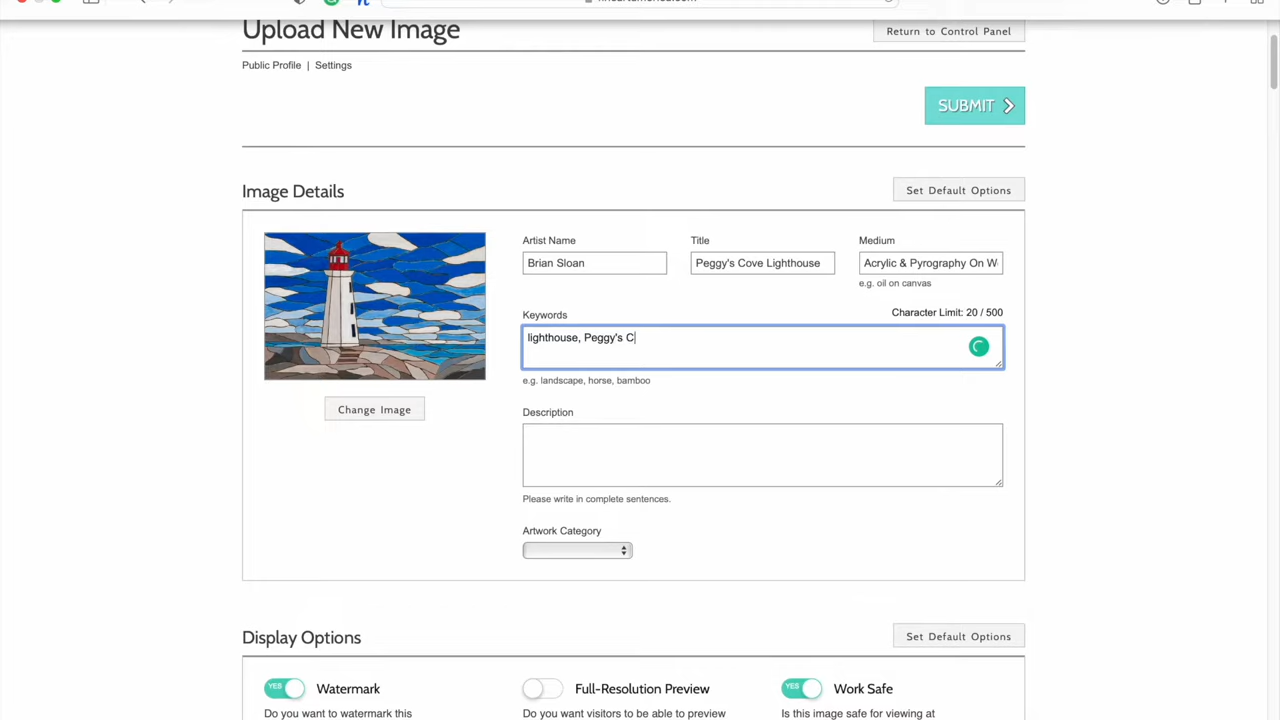 Upload New Image
Return to Control Panel
Public Profile | Settings
SUBMIT
Image Details
Set Default Options
Artist Name
Title
Medium
Brian Sloan
Peggy's Cove Lighthouse
Acrylic & Pyrography On W
e.g. oil on canvas
Keywords
Character Limit: 20 / 500
lighthouse, Peggy's C
e.g. landscape, horse, bamboo
Change Image
Description
Please write in complete sentences.
Artwork Category
Display Options
Set Default Options
YES Watermark
Full-Resolution Preview
YES Work Safe
Do you want to watermark this
Do you want visitors to be able to preview
Is this image safe for viewing at